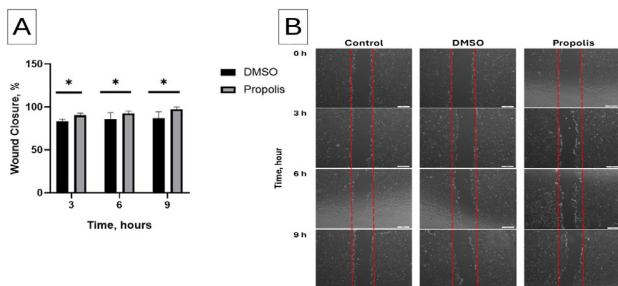 A
Wound Closure, %
150
100
50
0
* * *
DMSO
Propolis
3 6 9
Time, hours
B
Control DMSO Propolis
Time, hour
0 h
3 h
6 h
9 h